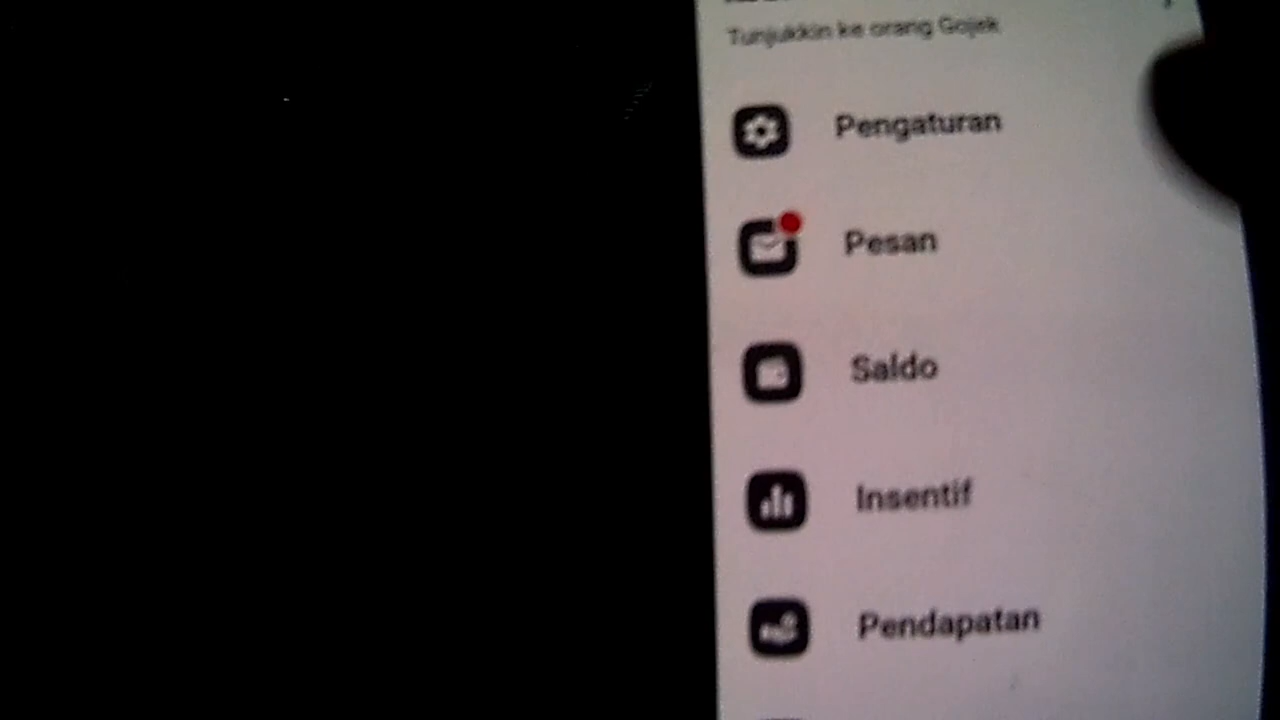 Tunjukkin ke orang Gojek
Pengaturan
Pesan
Saldo
Insentif
Pendapatan